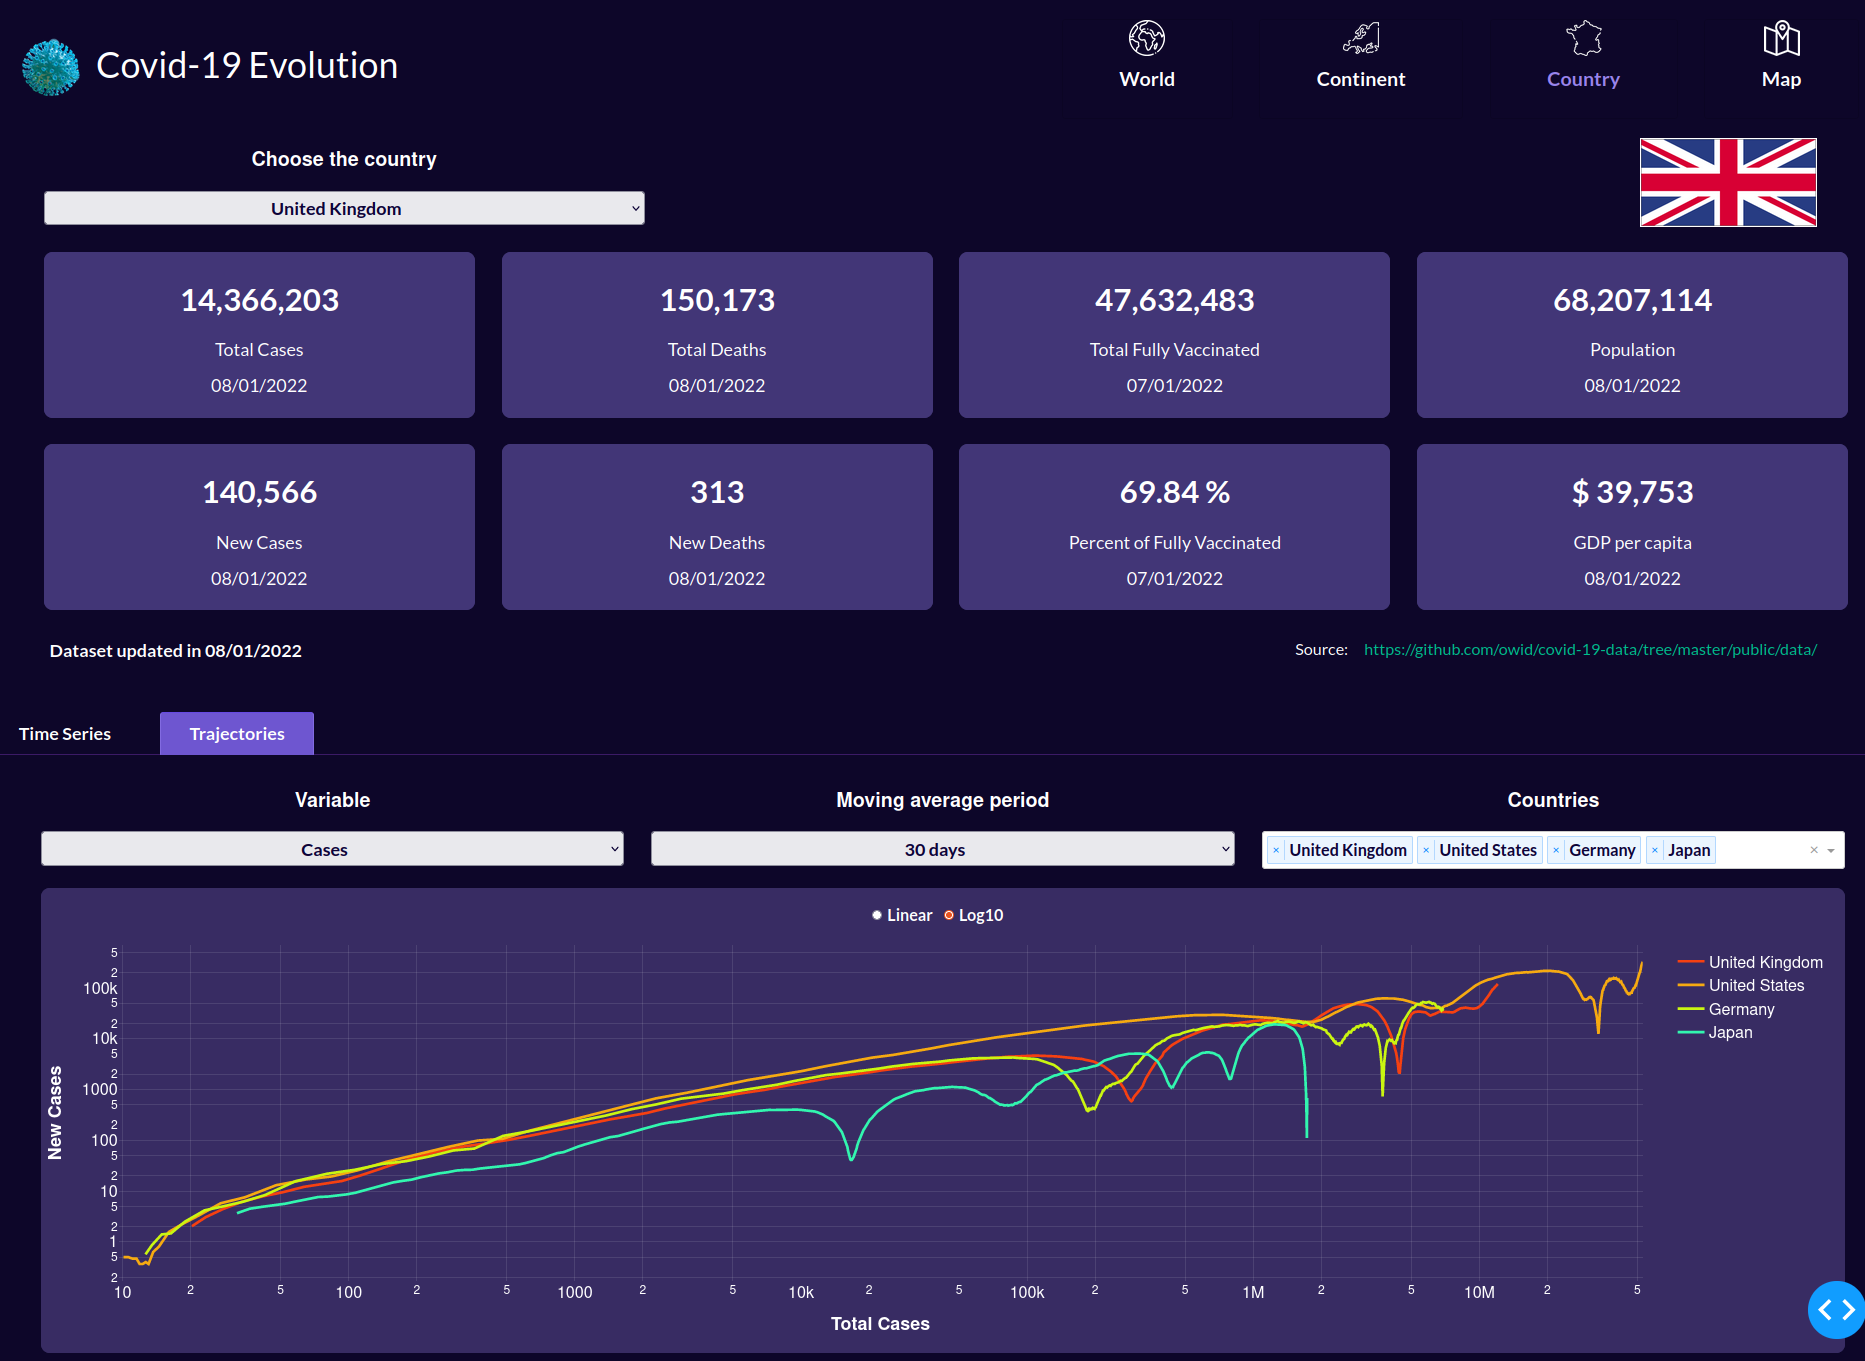 Covid-19 Evolution
World
Continent
Country
Map
Choose the country
United Kingdom
14,366,203
Total Cases
08/01/2022
150,173
Total Deaths
08/01/2022
47,632,483
Total Fully Vaccinated
07/01/2022
68,207,114
Population
08/01/2022
140,566
New Cases
08/01/2022
313
New Deaths
08/01/2022
69.84 %
Percent of Fully Vaccinated
07/01/2022
$ 39,753
GDP per capita
08/01/2022
Dataset updated in 08/01/2022
Source: https://github.com/owid/covid-19-data/tree/master/public/data/
Time Series
Trajectories
Variable
Cases
Moving average period
30 days
Countries
× United Kingdom × United States × Germany × Japan ×
Linear Log10
New Cases
5
2
100k
5
2
10k
5
2
1000
5
2
100
5
2
10
5
2
1
5
2
10 2 5 100 2 5 1000 2 5 10k 2 5 100k 2 5 1M 2 5 10M 2 5
Total Cases
United Kingdom
United States
Germany
Japan